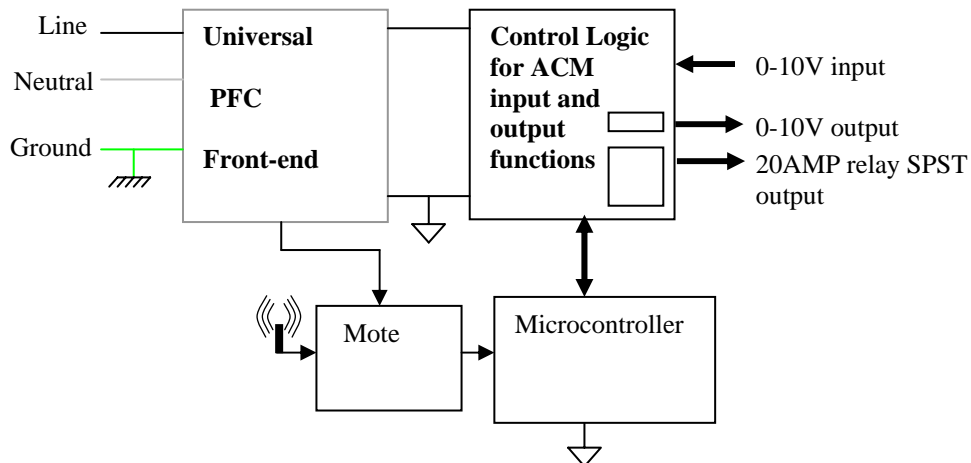 Line
Neutral
Ground
Universal
PFC
Front-end
Control Logic
for ACM
input and
output
functions
0-10V input
0-10V output
20AMP relay SPST
output
Mote
Microcontroller